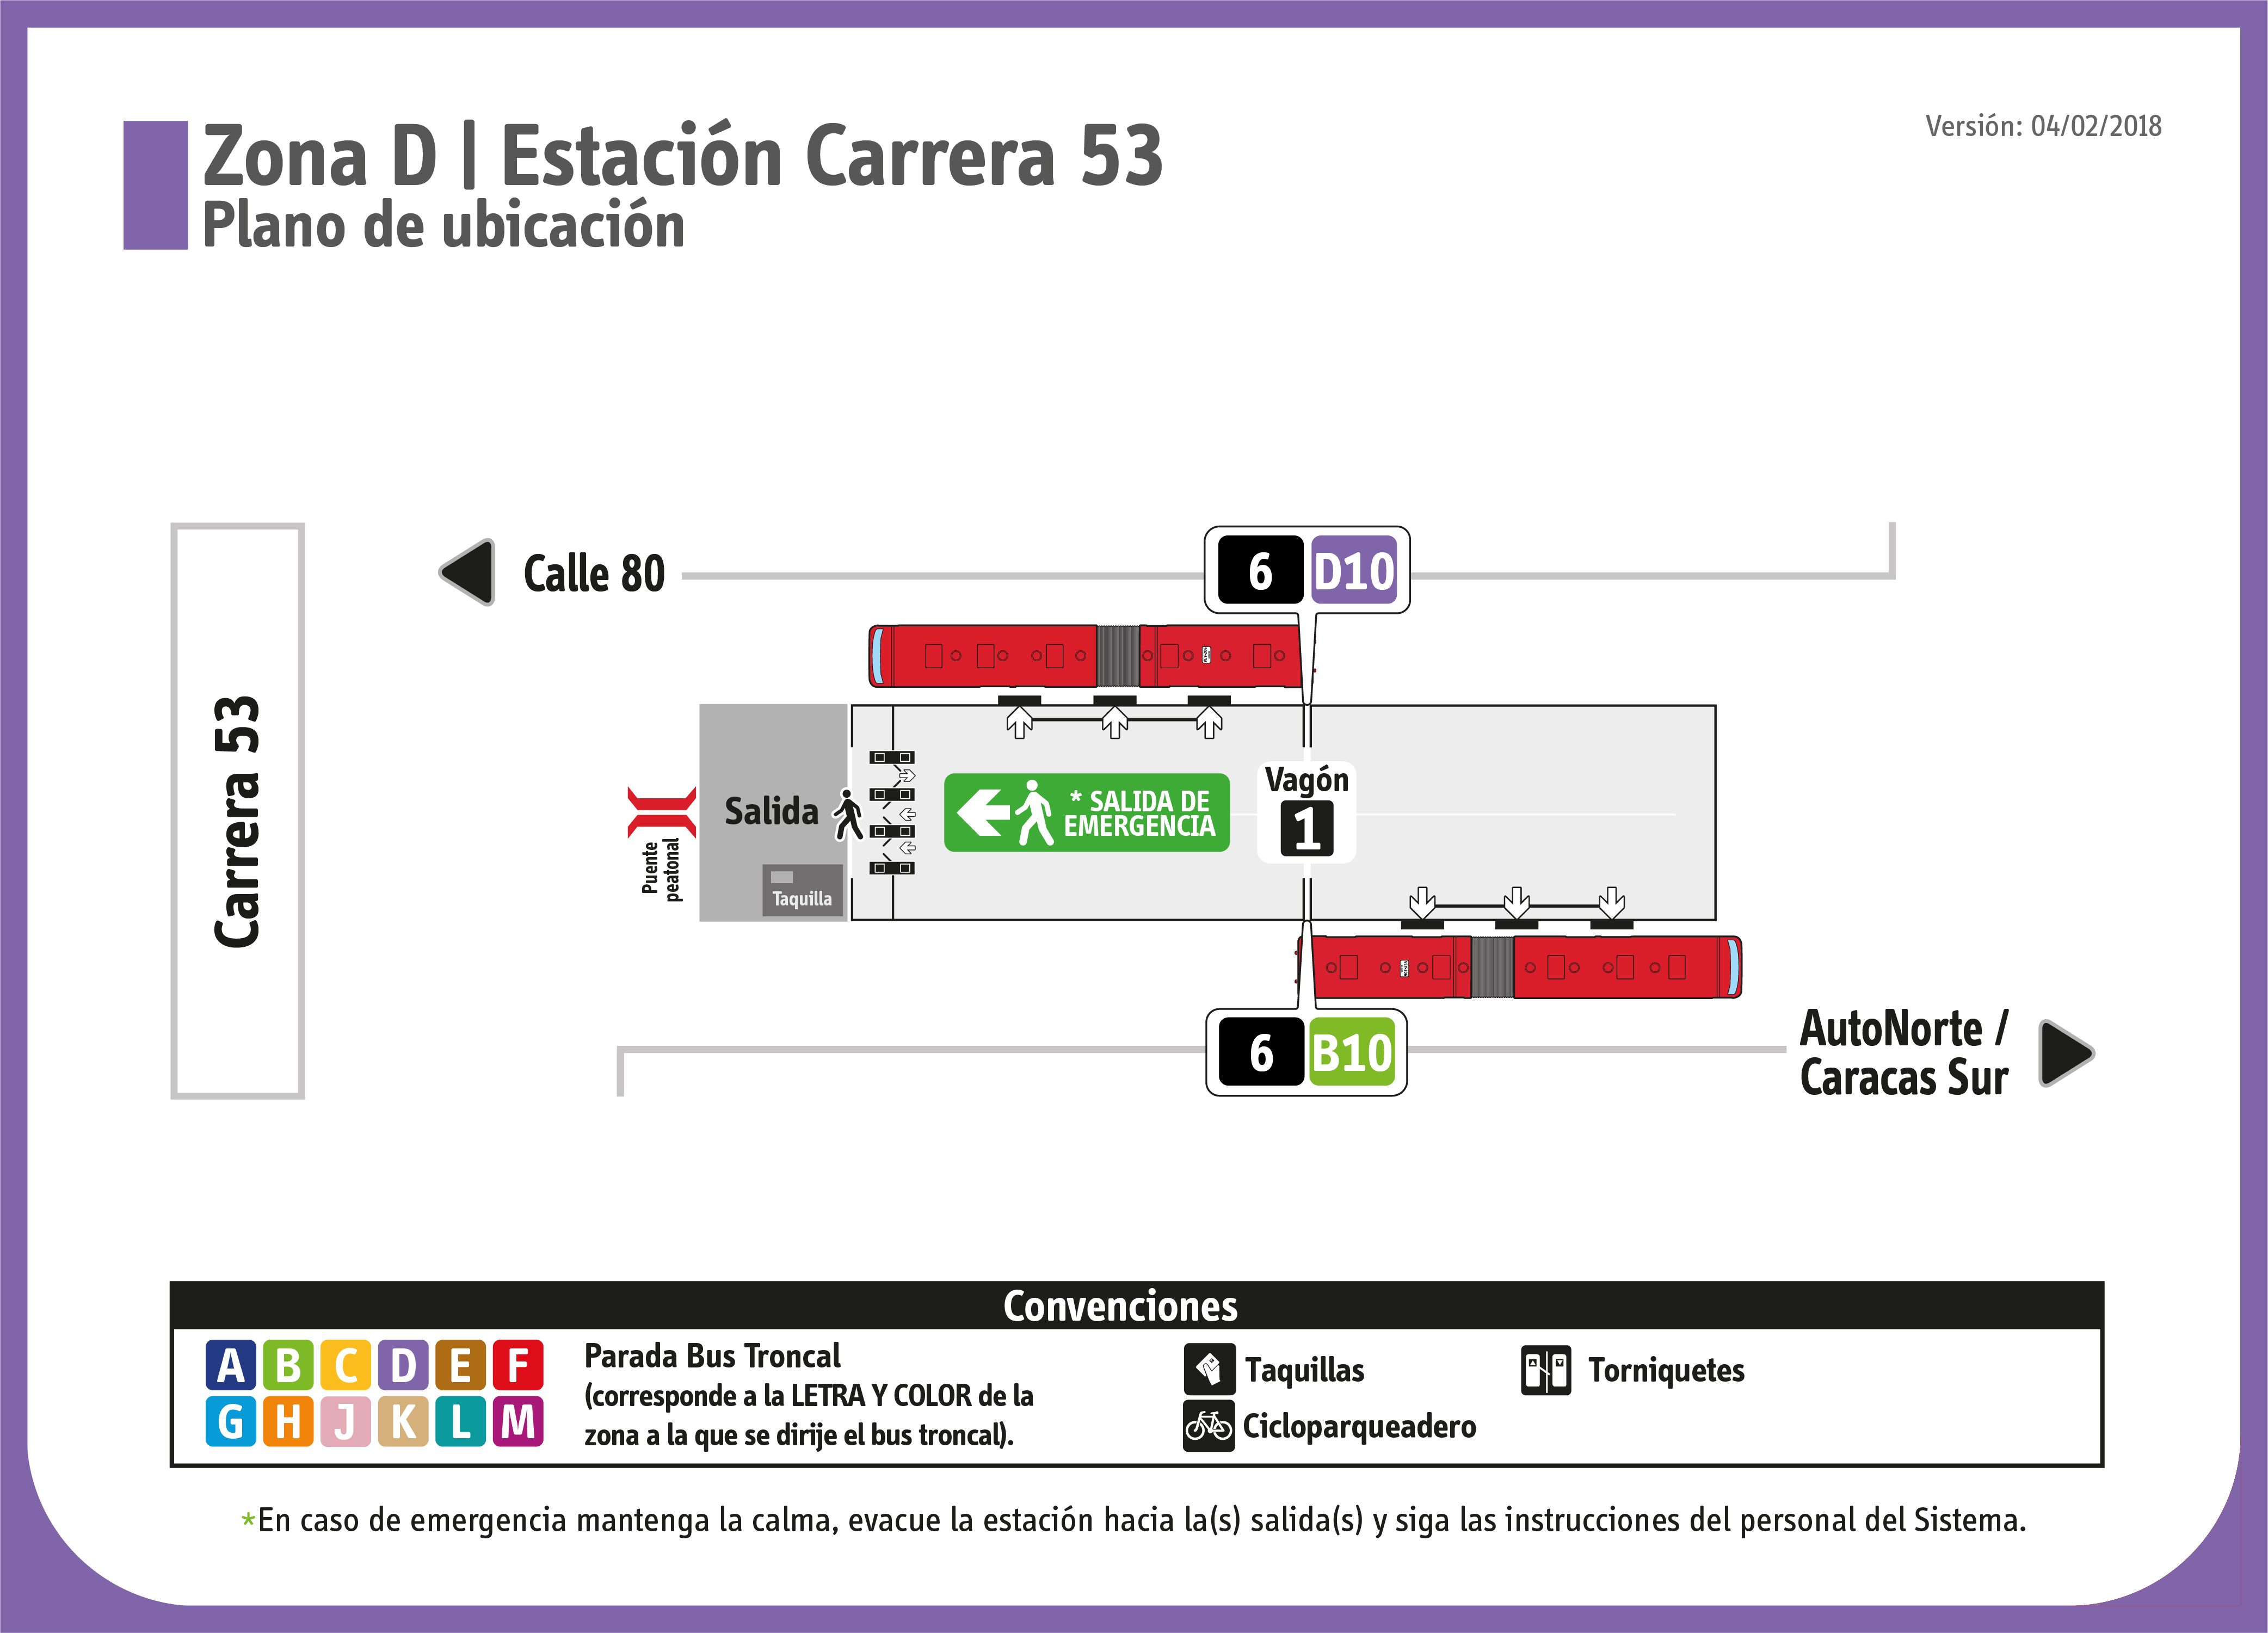 Zona D | Estación Carrera 53
Plano de ubicación
Versión: 04/02/2018
Carrera 53
Calle 80
6 D10
Puente
peatonal
Salida
Taquilla
* SALIDA DE
EMERGENCIA
Vagón
1
6 B10
AutoNorte /
Caracas Sur
Convenciones
A B C D E F
G H J K L M
Parada Bus Troncal
(corresponde a la LETRA Y COLOR de la
zona a la que se dirije el bus troncal).
Taquillas
Cicloparqueadero
Torniquetes
*En caso de emergencia mantenga la calma, evacue la estación hacia la(s) salida(s) y siga las instrucciones del personal del Sistema.